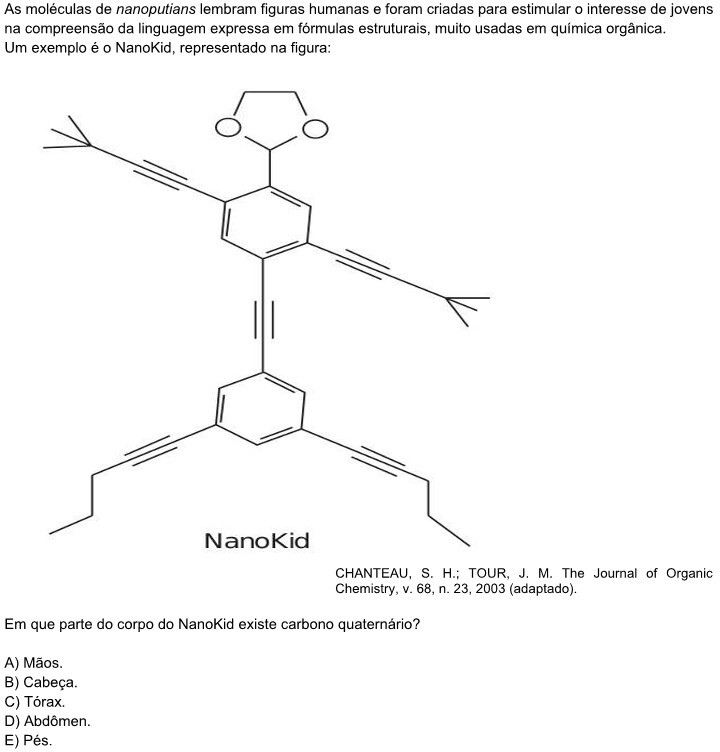 As moléculas de nanoputians lembram figuras humanas e foram criadas para estimular o interesse de jovens
na compreensão da linguagem expressa em fórmulas estruturais, muito usadas em química orgânica.
Um exemplo é o NanoKid, representado na figura:
O O
NanoKid
CHANTEAU, S. H.; TOUR, J. M. The Journal of Organic
Chemistry, v. 68, n. 23, 2003 (adaptado).
Em que parte do corpo do NanoKid existe carbono quaternário?
A) Mãos.
B) Cabeça.
C) Tórax.
D) Abdômen.
E) Pés.